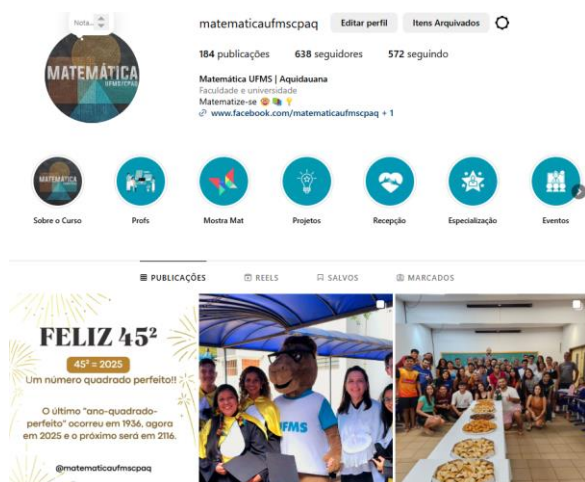 Nota...
MATEMÁTICA
UFMS/CPAQ
matematicaufmscpaq Editar perfil Itens Arquivados
184 publicações 638 seguidores 572 seguindo
Matemática UFMS | Aquidauana
Faculdade e universidade
Matematize-se
www.facebook.com/matematicaufmscpaq + 1
MATEMÁTICA
Sobre o Curso Profs Mostra Mat Projetos Recepção Especialização Eventos
PUBLICAÇÕES REELS SALVOS MARCADOS
FELIZ 45²
45² = 2025
Um número quadrado perfeito!!
O último "ano-quadrado-
perfeito" ocorreu em 1936, agora
em 2025 e o próximo será em 2116.
@matematicaufmscpaq
UFMS